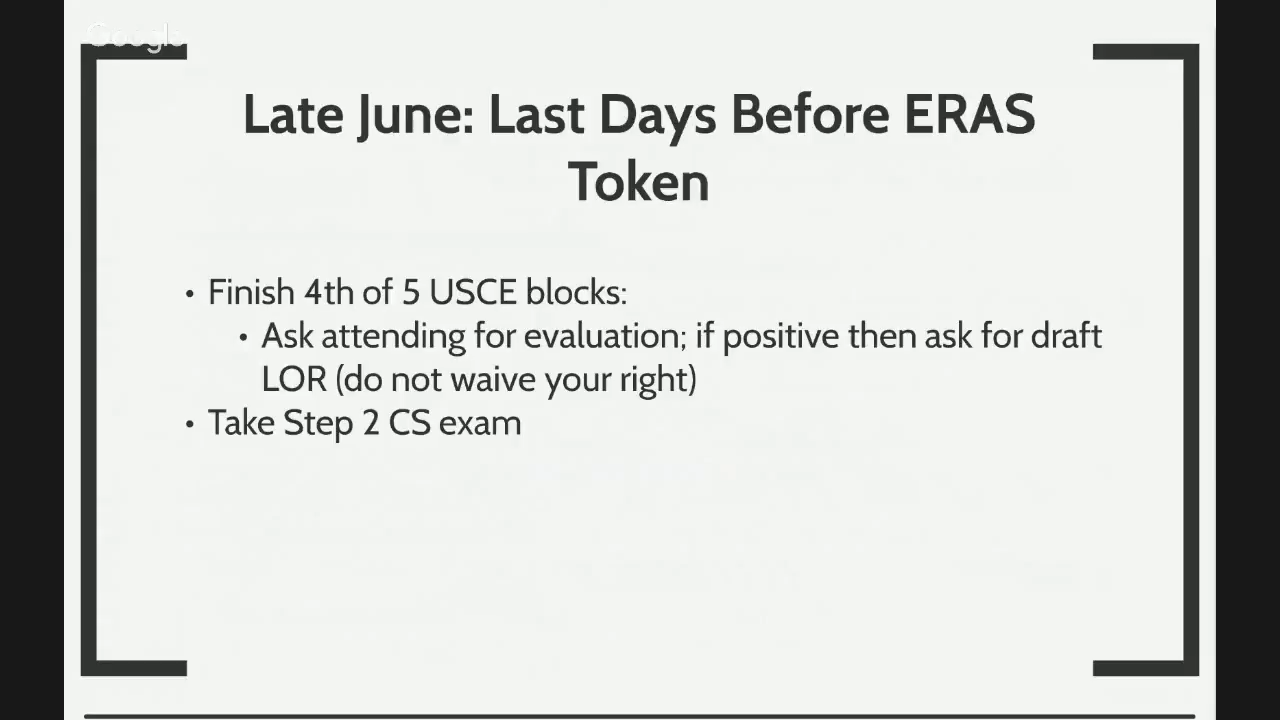 Google
Late June: Last Days Before ERAS
Token
• Finish 4th of 5 USCE blocks:
• Ask attending for evaluation; if positive then ask for draft
LOR (do not waive your right)
• Take Step 2 CS exam